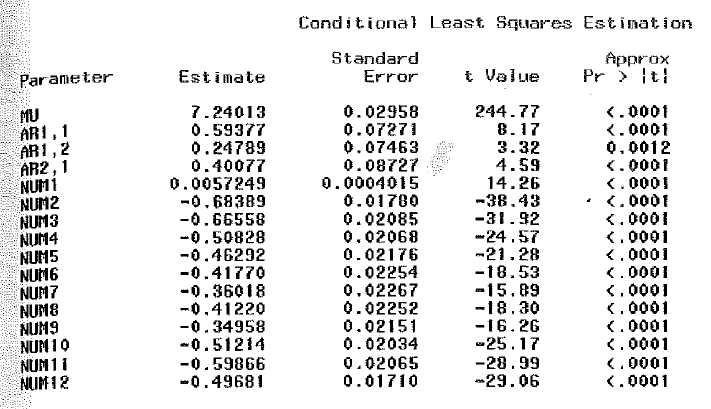 Conditional Least Squares Estimation
Standard Approx
Parameter Estimate Error t Value Pr > |t|
MU 7.24013 0.02958 244.77 <.0001
AR1,1 0.59377 0.07271 8.17 <.0001
AR1,2 0.24789 0.07463 3.32 0.0012
AR2,1 0.40077 0.08727 4.59 <.0001
NUM1 0.0057249 0.0004015 14.26 <.0001
NUM2 -0.68389 0.01780 -38.43 <.0001
NUM3 -0.66558 0.02085 -31.92 <.0001
NUM4 -0.50828 0.02068 -24.57 <.0001
NUM5 -0.46292 0.02176 -21.28 <.0001
NUM6 -0.41770 0.02254 -18.53 <.0001
NUM7 -0.36018 0.02267 -15.89 <.0001
NUM8 -0.41220 0.02252 -18.30 <.0001
NUM9 -0.34958 0.02151 -16.26 <.0001
NUM10 -0.51214 0.02034 -25.17 <.0001
NUM11 -0.59866 0.02065 -28.99 <.0001
NUM12 -0.49681 0.01710 -29.06 <.0001